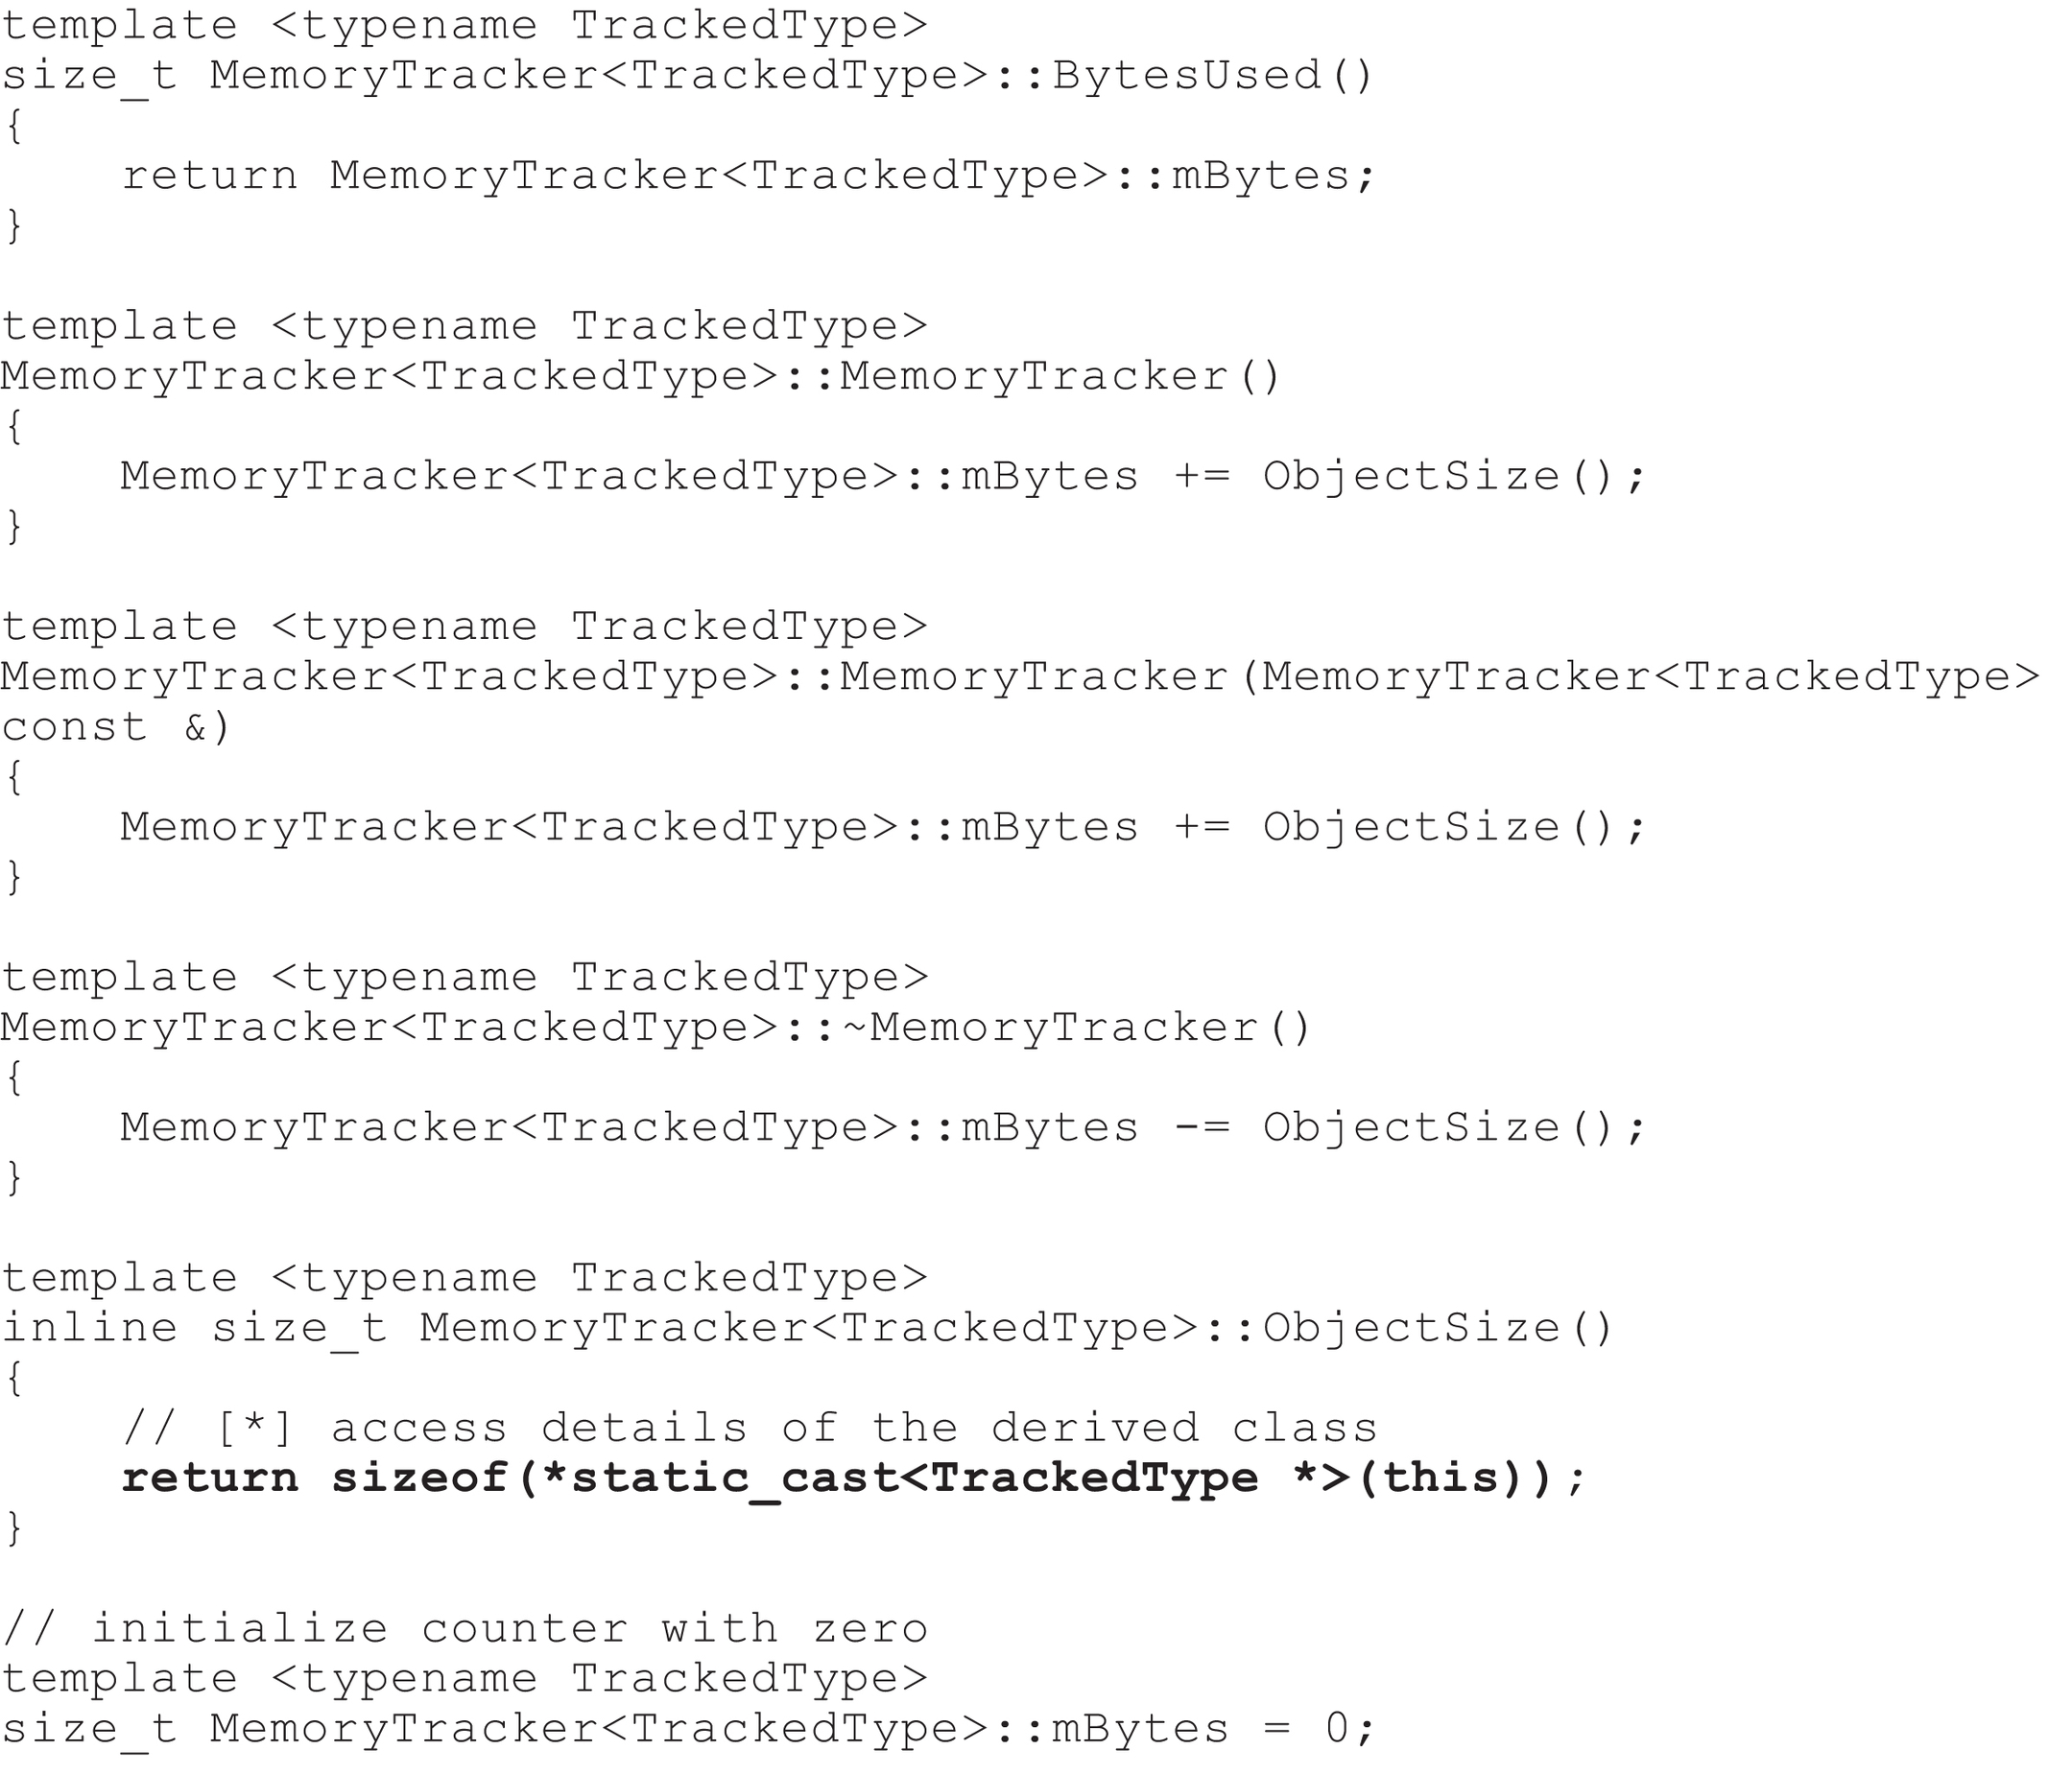 template <typename TrackedType>
size_t MemoryTracker<TrackedType>::BytesUsed()
{
    return MemoryTracker<TrackedType>::mBytes;
}

template <typename TrackedType>
MemoryTracker<TrackedType>::MemoryTracker()
{
    MemoryTracker<TrackedType>::mBytes += ObjectSize();
}

template <typename TrackedType>
MemoryTracker<TrackedType>::MemoryTracker(MemoryTracker<TrackedType>
const &)
{
    MemoryTracker<TrackedType>::mBytes += ObjectSize();
}

template <typename TrackedType>
MemoryTracker<TrackedType>::~MemoryTracker()
{
    MemoryTracker<TrackedType>::mBytes -= ObjectSize();
}

template <typename TrackedType>
inline size_t MemoryTracker<TrackedType>::ObjectSize()
{
    // [*] access details of the derived class
    return sizeof(*static_cast<TrackedType *>(this));
}

// initialize counter with zero
template <typename TrackedType>
size_t MemoryTracker<TrackedType>::mBytes = 0;